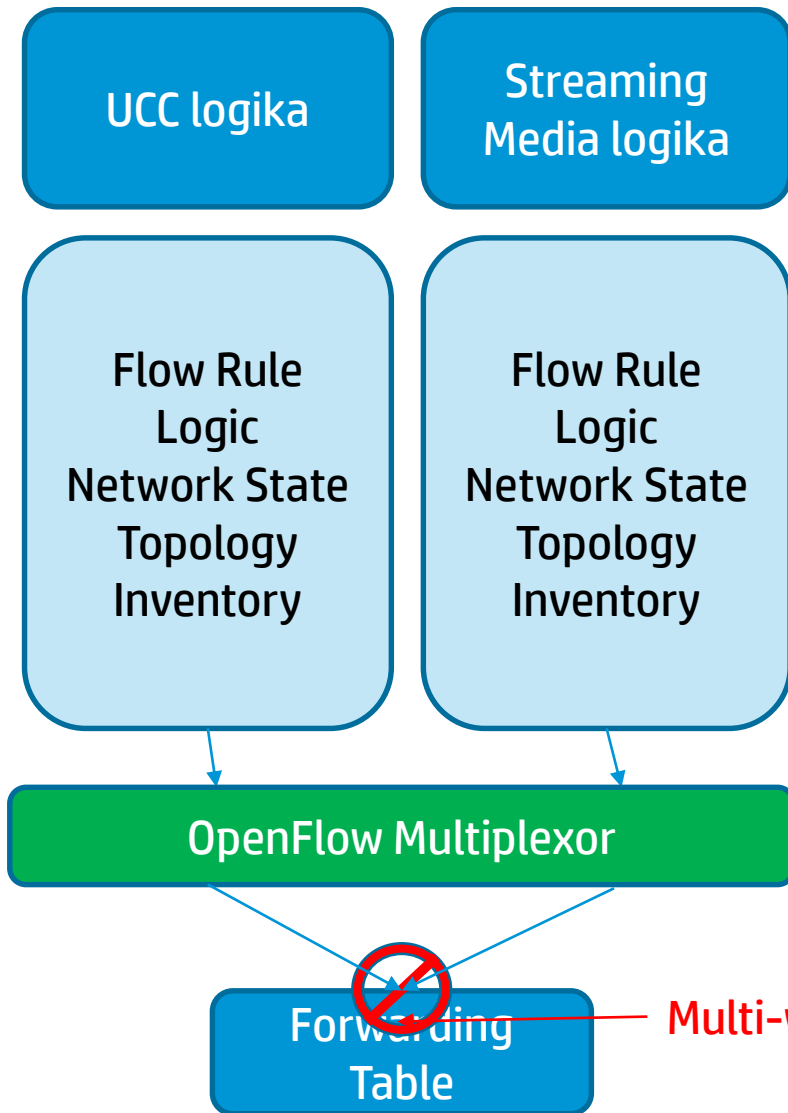 UCC logika
Streaming
Media logika
Flow Rule
Logic
Network State
Topology
Inventory
Flow Rule
Logic
Network State
Topology
Inventory
OpenFlow Multiplexor
Forwarding
Table
Multi-